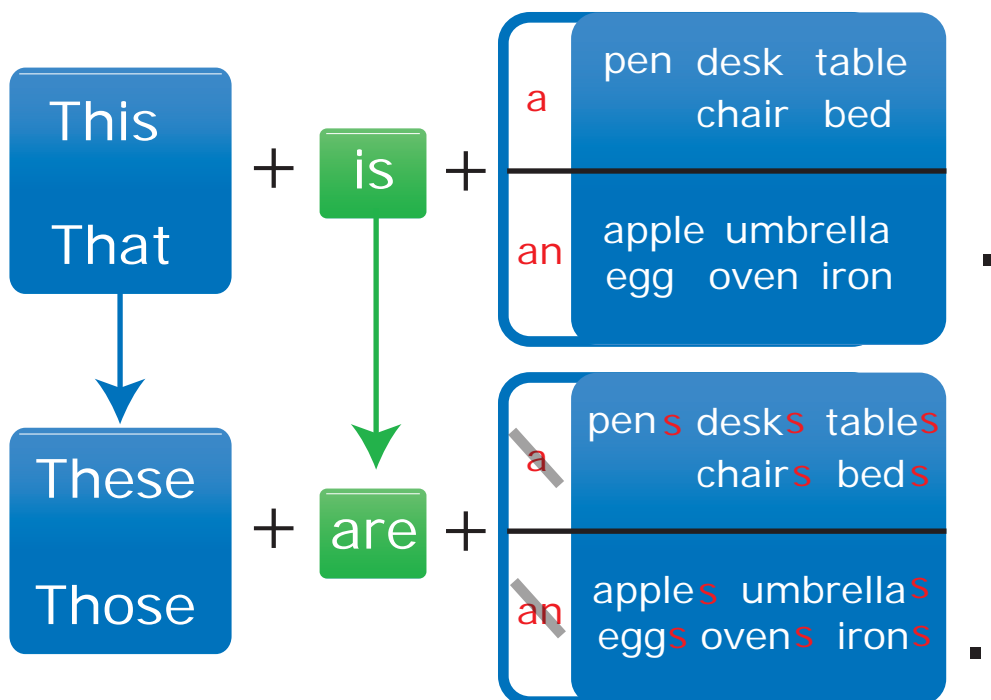 This
That
+
is
+
a
pen desk table
chair bed
an
apple umbrella
egg oven iron
.
These
Those
+
are
+
a
pens desks tables
chairs beds
an
apples umbrellas
eggs ovens irons
.